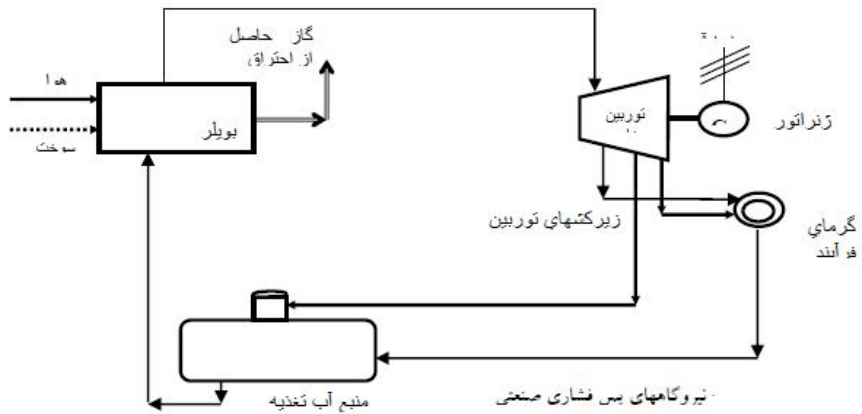 گاز حاصل
از احتراق
هوا
سوخت
بویلر
توربین
ژنراتور
زیرکشهای توربین
گرمای
فرآیند
منبع آب تغذیه
نیروگاههای پس فشاری صنعتی